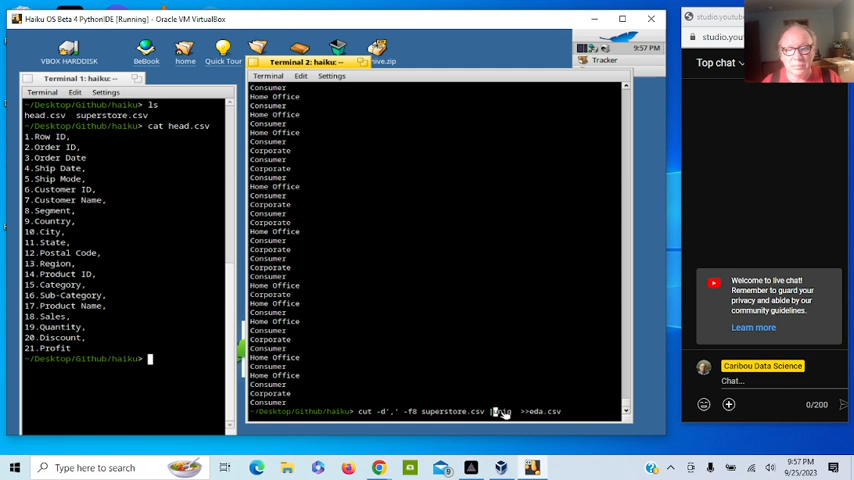 Haiku OS Beta 4 PythonIDE [Running] - Oracle VM VirtualBox
VBOX HARDDISK
BeBook
home
Quick Tour
9:57 PM
Tracker
Terminal 1: haiku: --
Terminal Edit Settings
~/Desktop/Github/haiku> ls
head.csv superstore.csv
~/Desktop/Github/haiku> cat head.csv
1.Row ID,
2.Order ID,
3.Order Date
4.Ship Date,
5.Ship Mode,
6.Customer ID,
7.Customer Name,
8.Segment,
9.Country,
10.City,
11.State,
12.Postal Code,
13.Region,
14.Product ID,
15.Category,
16.Sub-Category,
17.Product Name,
18.Sales,
19.Quantity,
20.Discount,
21.Profit
~/Desktop/Github/haiku>
Terminal 2: haiku: --
Terminal Edit Settings
Consumer
Home Office
Consumer
Home Office
Consumer
Home Office
Consumer
Corporate
Consumer
Corporate
Consumer
Home Office
Consumer
Corporate
Consumer
Corporate
Home Office
Consumer
Corporate
Consumer
Corporate
Consumer
Home Office
Corporate
Home Office
Consumer
Home Office
Consumer
Corporate
Consumer
Home Office
Consumer
Home Office
Consumer
Corporate
Consumer
~/Desktop/Github/haiku> cut -d',' -f8 superstore.csv |uniq >>eda.csv
studio.youtube
studio.you
Top chat
Welcome to live chat!
Remember to guard your
privacy and abide by our
community guidelines.
Learn more
Caribou Data Science
Chat...
0/200
Type here to search
9:57 PM
9/25/2023